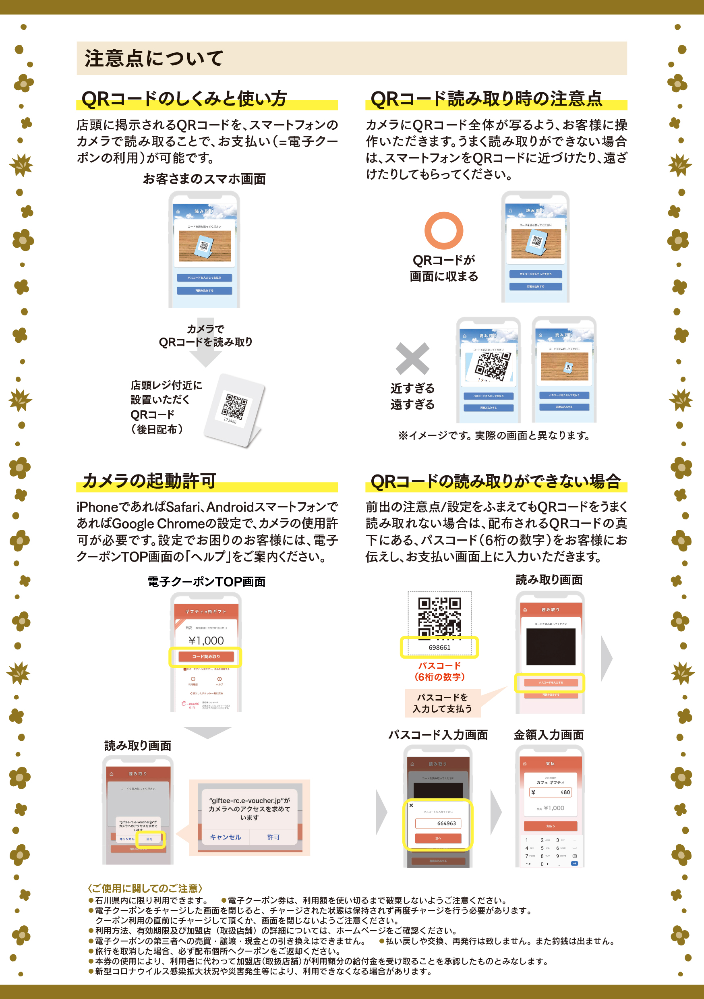 注意点について
QRコードのしくみと使い方
店頭に掲示されるQRコードを、スマートフォンの
カメラで読み取ることで、お支払い（=電子クー
ポンの利用）が可能です。
お客さまのスマホ画面
読み取り
コードを読み取ってください
パスコードを入力して支払う
再読み込みする
カメラで
QRコードを読み取り
店頭レジ付近に
設置いただく
QRコード
（後日配布）
123456
QRコード読み取り時の注意点
カメラにQRコード全体が写るよう、お客様に操
作いただきます。うまく読み取りができない場合
は、スマートフォンをQRコードに近づけたり、遠ざ
けたりしてもらってください。
QRコードが
画面に収まる
読み取り
コードを読み取ってください
パスコードを入力して支払う
再読み込みする
近すぎる
遠すぎる
読み取り
コードを読み取ってください
パスコードを入力して支払う
再読み込みする
読み取り
コードを読み取ってください
パスコードを入力して支払う
再読み込みする
※イメージです。実際の画面と異なります。
カメラの起動許可
iPhoneであればSafari、Androidスマートフォンで
あればGoogle Chromeの設定で、カメラの使用許
可が必要です。設定でお困りのお客様には、電子
クーポンTOP画面の「ヘルプ」をご案内ください。
電子クーポンTOP画面
ギフティe街ギフト
残高 有効期限：2022年12月31日
¥1,000
コード読み取り
利用履歴 ヘルプ
く購入したチケット一覧に戻る
e-machi
Gift
読み取り画面
読み取り
コードを読み取ってください
"giftee-rc.e-voucher.jp"が
カメラへのアクセスを求めて
います
キャンセル 許可
"giftee-rc.e-voucher.jp"が
カメラへのアクセスを求めて
います
キャンセル 許可
QRコードの読み取りができない場合
前出の注意点/設定をふまえてもQRコードをうまく
読み取れない場合は、配布されるQRコードの真
下にある、パスコード（6桁の数字）をお客様にお
伝えし、お支払い画面上に入力いただきます。
698661
パスコード
（6桁の数字）
パスコードを
入力して支払う
読み取り画面
読み取り
コードを読み取ってください
パスコードを入力する
再読み込みする
パスコード入力画面
読み取り
コードを読み取ってください
パスコードを入れて下さい
664963
次へ
再読み込みする
金額入力画面
支払
ご利用場所
カフェ ギフティ
¥ 480
残高 ¥1,000
支払う
1 2 ABC 3 DEF −
4 GHI 5 JKL 6 MNO
7 PQRS 8 TUV 9 WXYZ
* # 0 + .
〈ご使用に関してのご注意〉
●石川県内に限り利用できます。 ●電子クーポン券は、利用額を使い切るまで破棄しないようご注意ください。
●電子クーポンをチャージした画面を閉じると、チャージされた状態は保持されず再度チャージを行う必要があります。
クーポン利用の直前にチャージして頂くか、画面を閉じないようご注意ください。
●利用方法、有効期限及び加盟店（取扱店舗）の詳細については、ホームページをご確認ください。
●電子クーポンの第三者への売買・譲渡・現金との引き換えはできません。 ●払い戻しや交換、再発行は致しません。また釣銭は出ません。
●旅行を取消した場合、必ず配布個所へクーポンをご返却ください。
●本券の使用により、利用者に代わって加盟店(取扱店舗)が利用額分の給付金を受け取ることを承認したものとみなします。
●新型コロナウイルス感染拡大状況や災害発生等により、利用できなくなる場合があります。